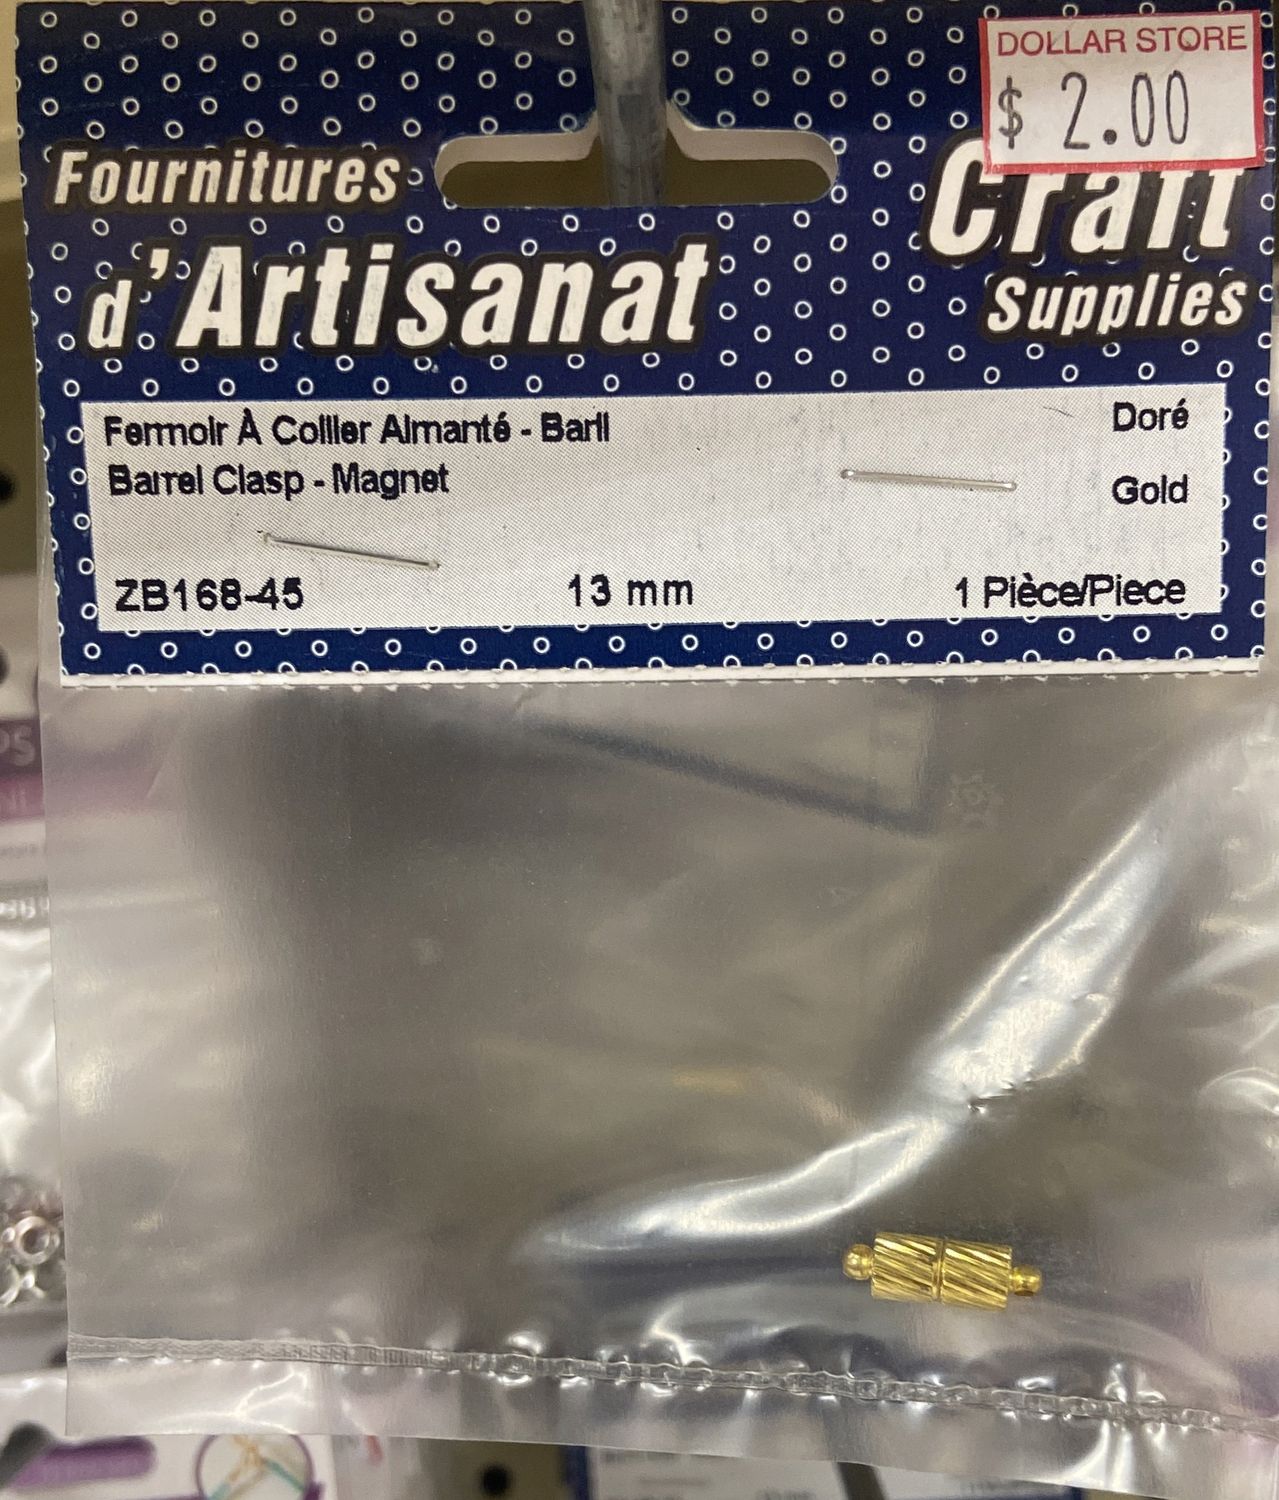 DOLLAR STORE
$ 2.00
Fournitures
d'Artisanat
Craft
Supplies
Fermoir À Collier Aimanté - Baril
Doré
Barrel Clasp - Magnet
Gold
ZB168-45
13 mm
1 Pièce/Piece